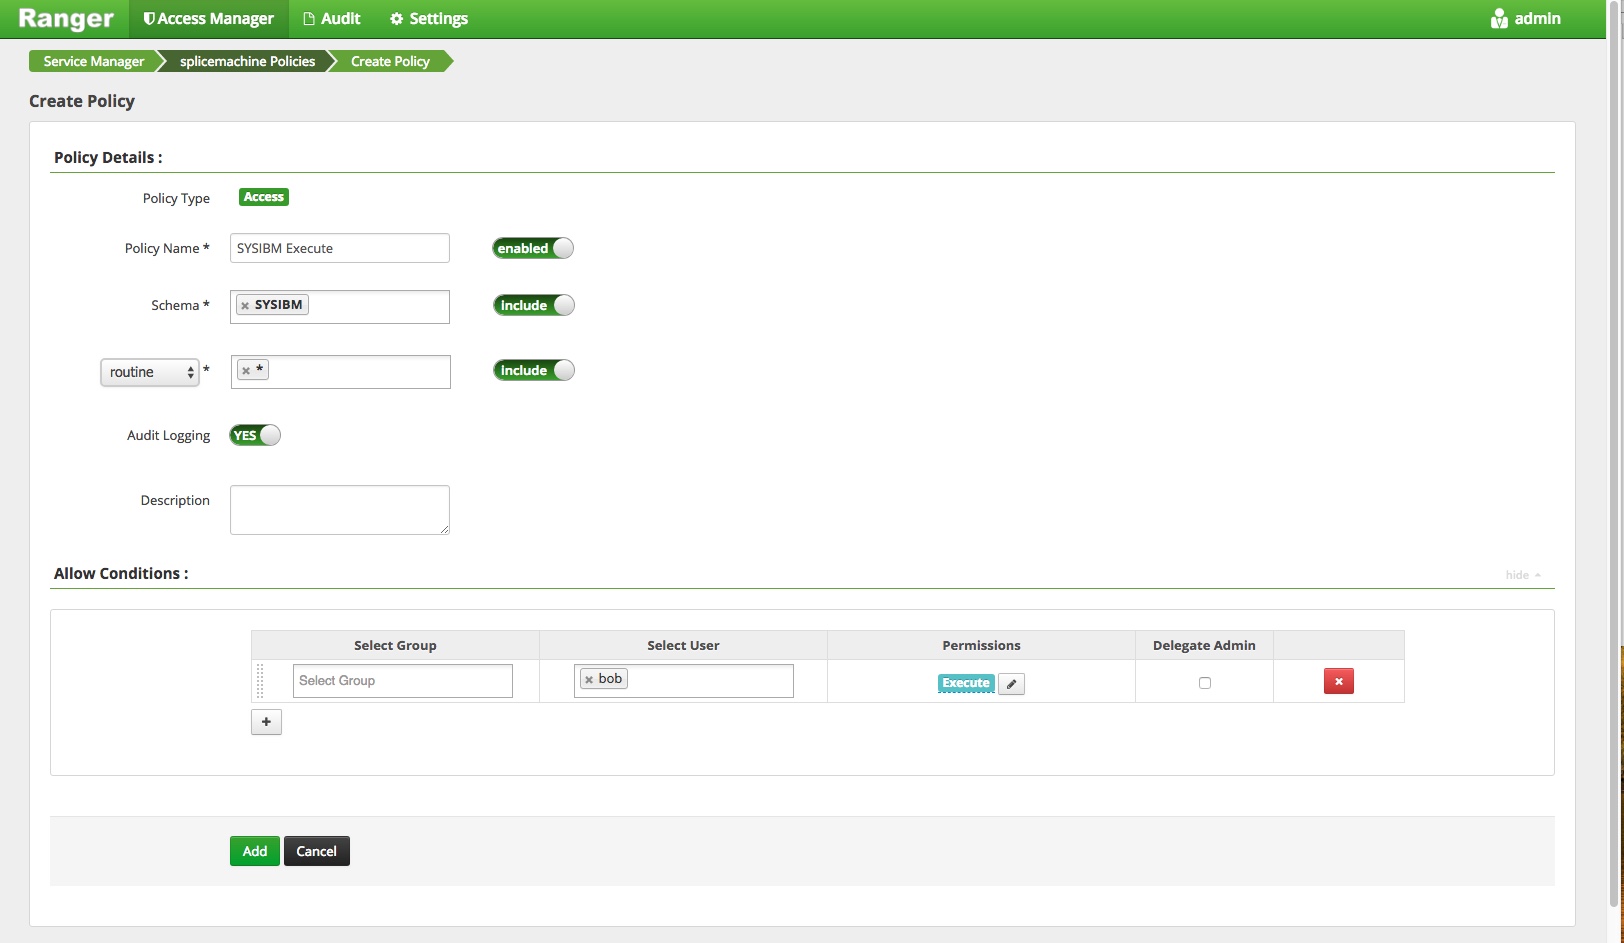 Ranger Access Manager Audit Settings admin
Service Manager splicemachine Policies Create Policy
Create Policy
Policy Details :
Policy Type Access
Policy Name * SYSIBM Execute enabled
Schema * × SYSIBM include
routine * × * include
Audit Logging YES
Description
Allow Conditions : hide
Select Group Select User Permissions Delegate Admin
Select Group × bob Execute ×
+
Add Cancel